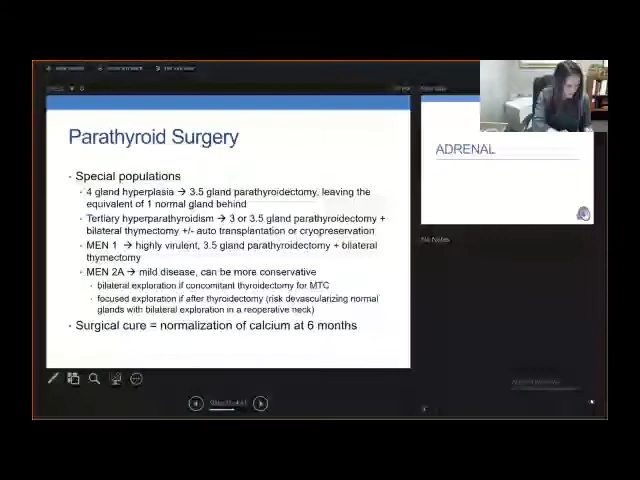 Parathyroid Surgery
• Special populations
• 4 gland hyperplasia → 3.5 gland parathyroidectomy, leaving the
equivalent of 1 normal gland behind
• Tertiary hyperparathyroidism → 3 or 3.5 gland parathyroidectomy +
bilateral thymectomy +/- auto transplantation or cryopreservation
• MEN 1 → highly virulent, 3.5 gland parathyroidectomy + bilateral
thymectomy
• MEN 2A → mild disease, can be more conservative
• bilateral exploration if concomitant thyroidectomy for MTC
• focused exploration if after thyroidectomy (risk devascularizing normal
glands with bilateral exploration in a reoperative neck)
• Surgical cure = normalization of calcium at 6 months
ADRENAL
No Notes